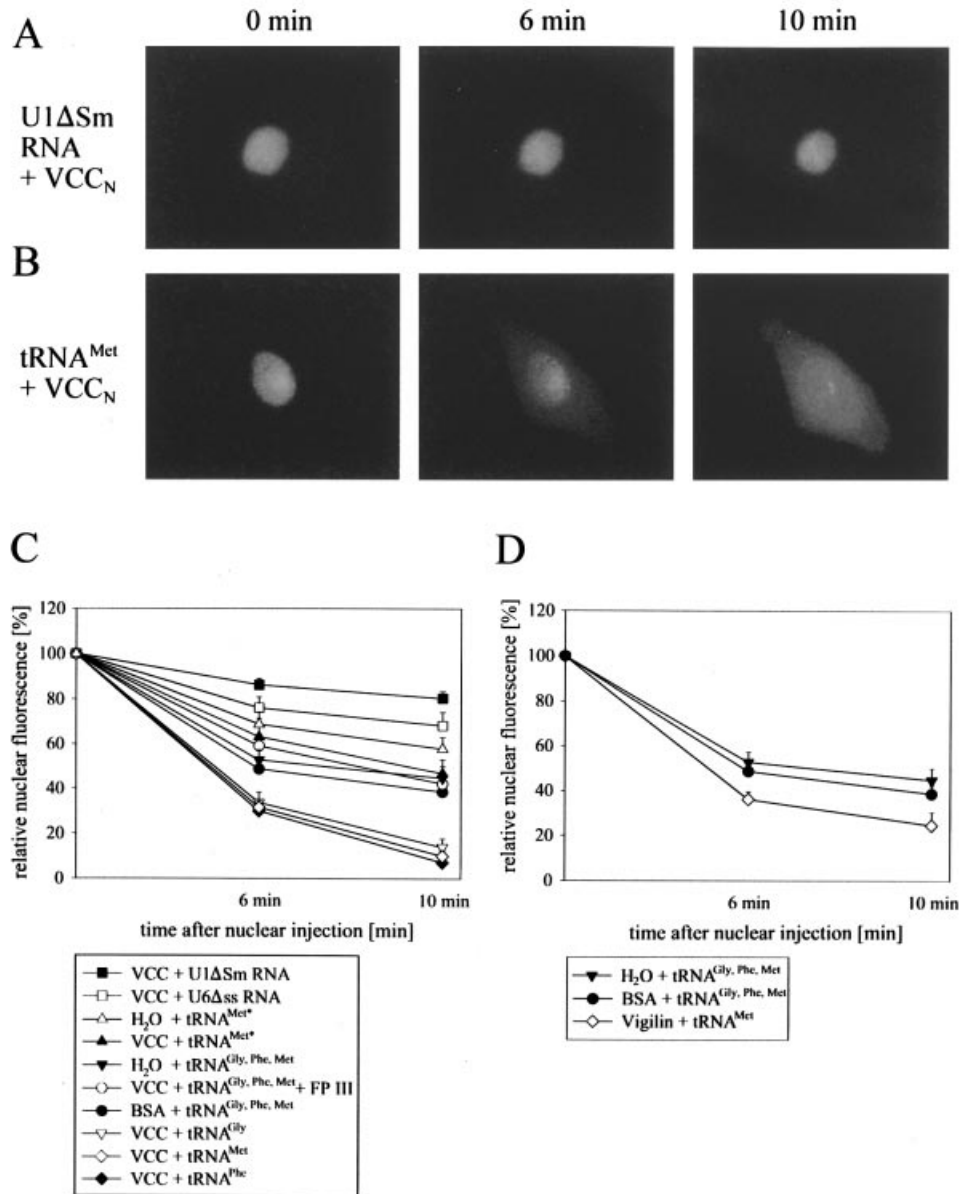 A
0 min 6 min 10 min
U1ΔSm
RNA
+ VCC_N
B
tRNA^Met
+ VCC_N
C
relative nuclear fluorescence [%]
120
100
80
60
40
20
0
6 min 10 min
time after nuclear injection [min]
VCC + U1ΔSm RNA
VCC + U6Δss RNA
H₂O + tRNA^Met*
VCC + tRNA^Met*
H₂O + tRNA^Gly, Phe, Met
VCC + tRNA^Gly, Phe, Met + FP III
BSA + tRNA^Gly, Phe, Met
VCC + tRNA^Gly
VCC + tRNA^Met
VCC + tRNA^Phe
D
relative nuclear fluorescence [%]
120
100
80
60
40
20
0
6 min 10 min
time after nuclear injection [min]
H₂O + tRNA^Gly, Phe, Met
BSA + tRNA^Gly, Phe, Met
Vigilin + tRNA^Met